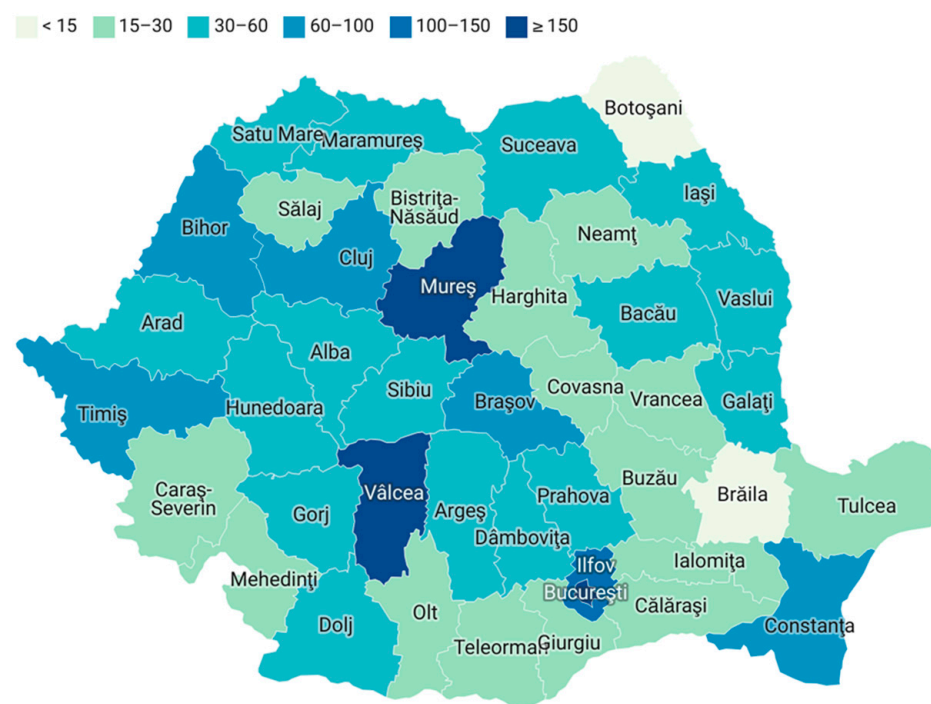 < 15 15–30 30–60 60–100 100–150 ≥ 150
Botoşani
Satu Mare
Maramureş
Suceava
Iaşi
Sălaj
Bistriţa-
Năsăud
Bihor
Neamţ
Cluj
Mureş
Harghita
Vaslui
Bacău
Arad
Alba
Sibiu
Covasna
Braşov
Vrancea
Galaţi
Timiş
Hunedoara
Buzău
Caraş-
Severin
Vâlcea
Brăila
Prahova
Tulcea
Gorj
Argeş
Dâmboviţa
Ialomiţa
Ilfov
Mehedinţi
Bucureşti
Călăraşi
Olt
Dolj
Constanţa
Teleorman
Giurgiu